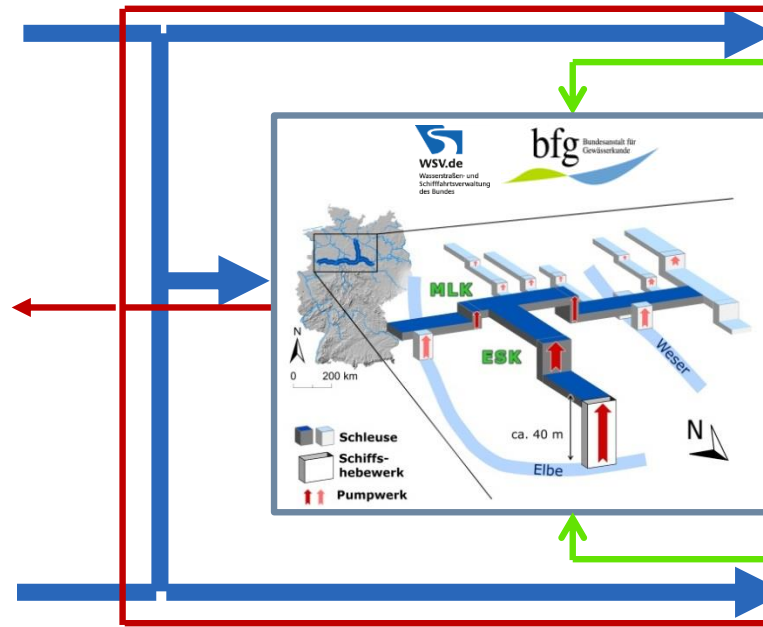 WSV.de
Wasserstraßen- und
Schifffahrtsverwaltung
des Bundes
bfg
Bundesanstalt für
Gewässerkunde
MLK
ESK
Weser
N
0 200 km
ca. 40 m
N
Elbe
Schleuse
Schiffs-
hebewerk
Pumpwerk